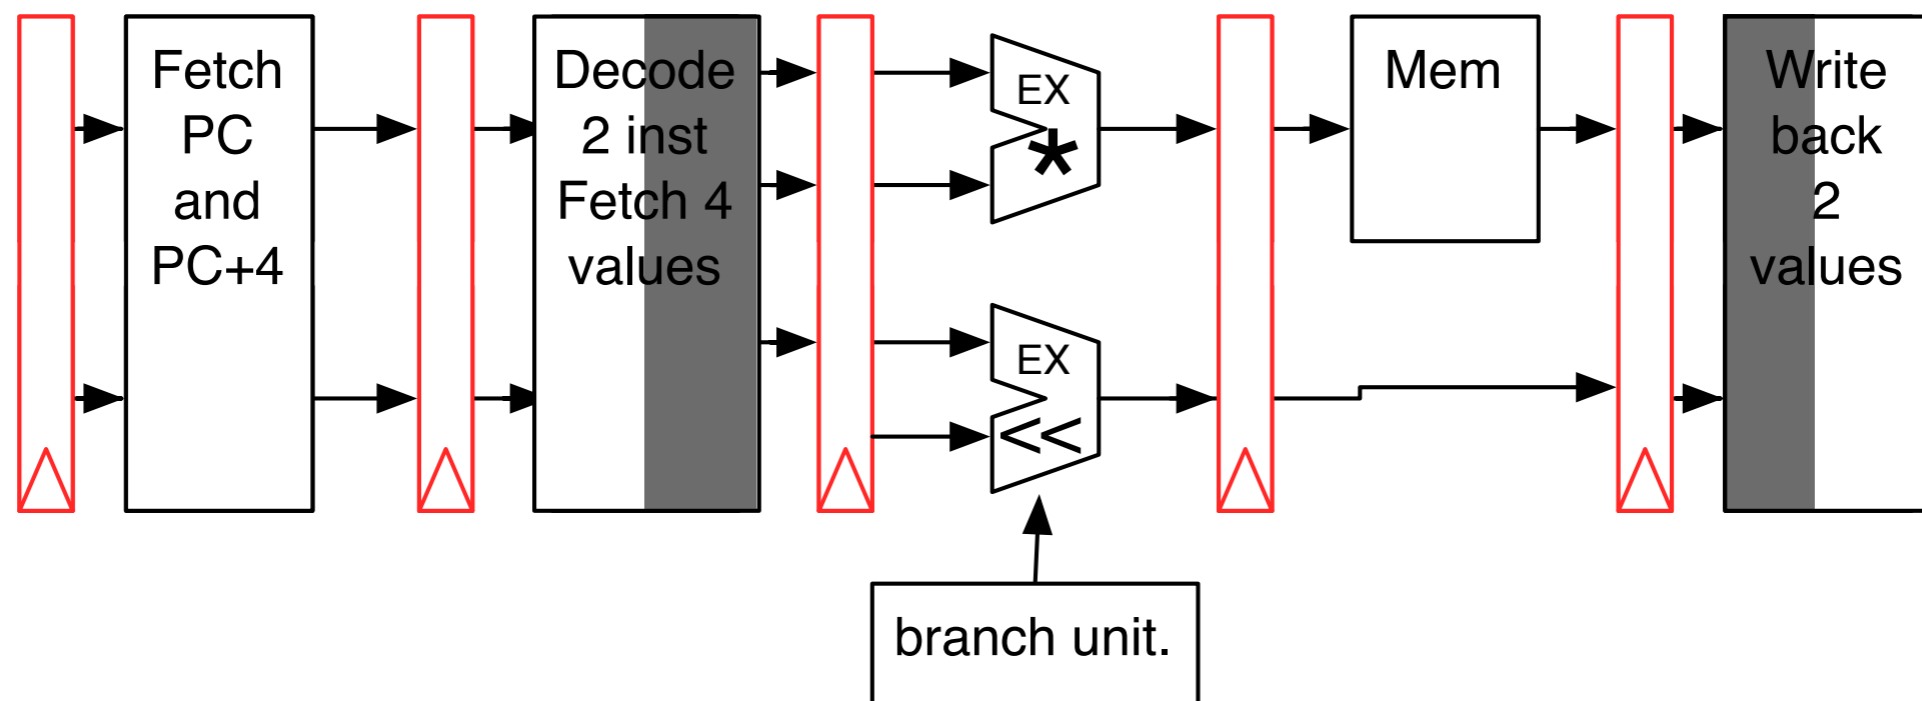 Fetch
PC
and
PC+4
Decode
2 inst
Fetch 4
values
EX
*
EX
<<
Mem
Write
back
2
values
branch unit.